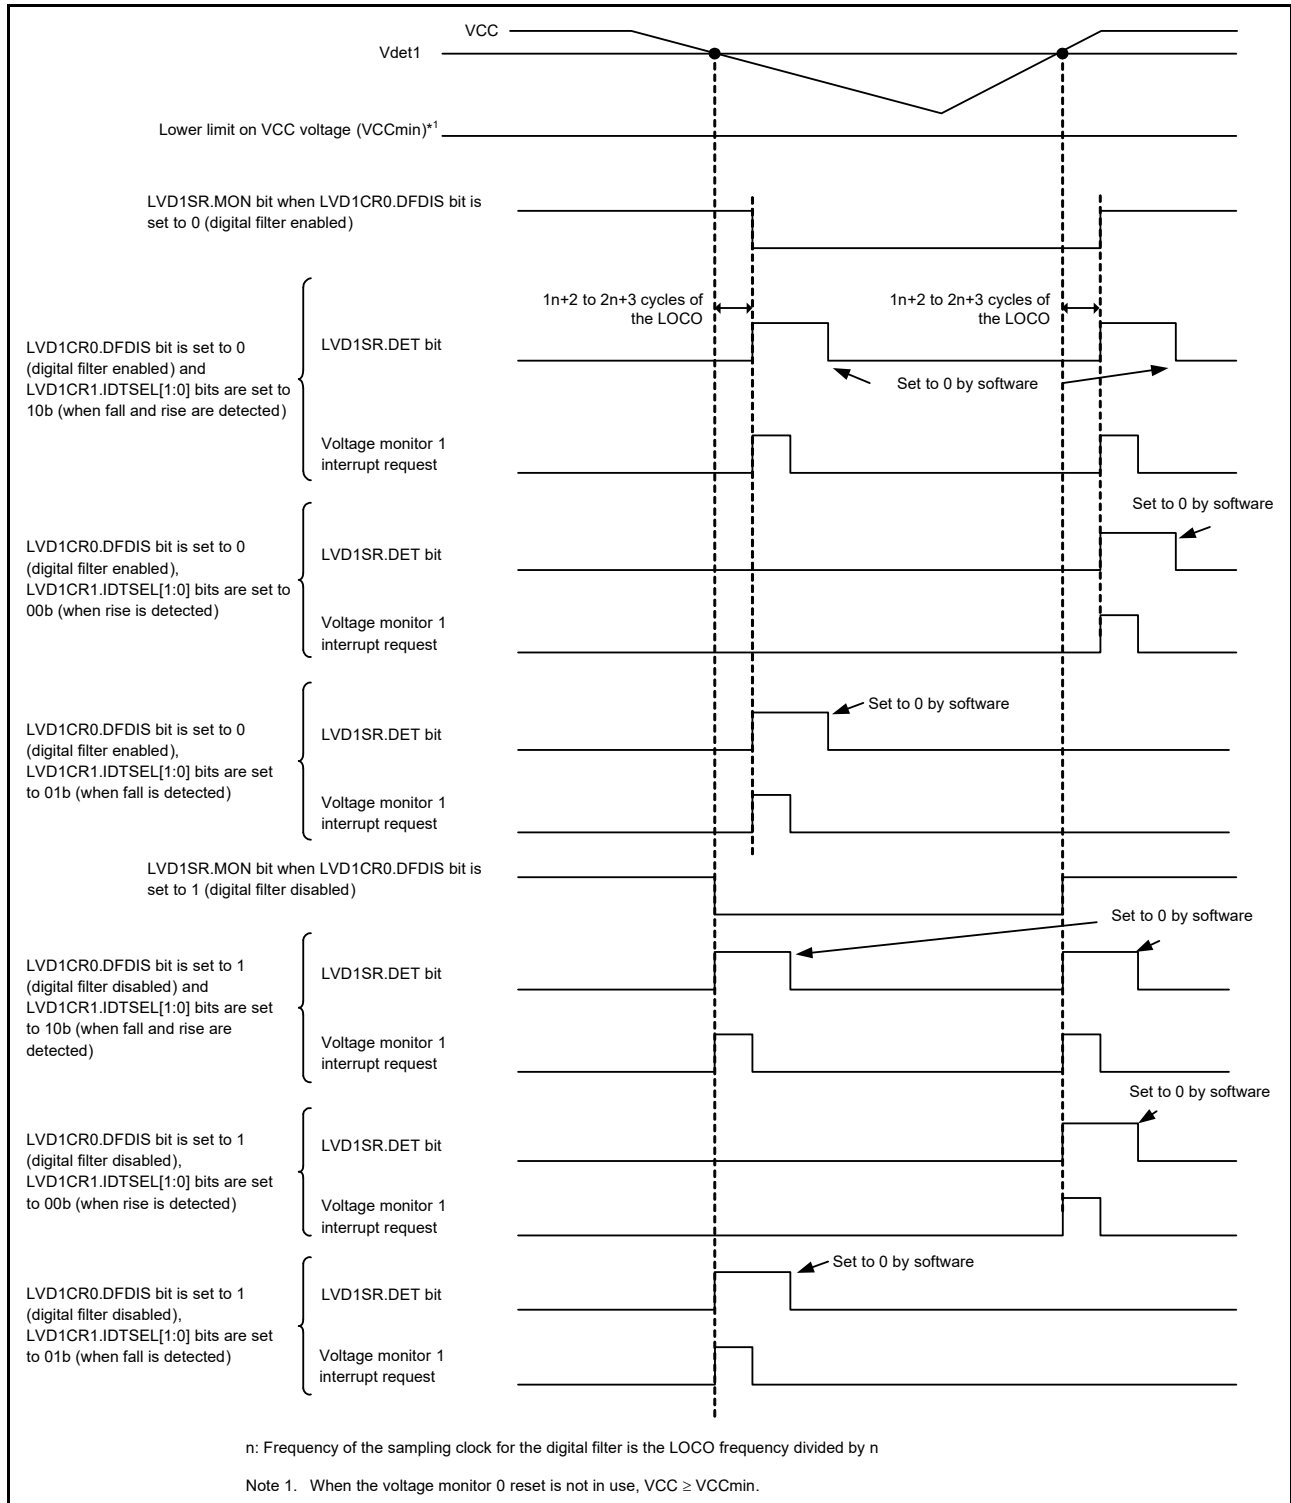 VCC
Vdet1
Lower limit on VCC voltage (VCCmin)*1
LVD1SR.MON bit when LVD1CR0.DFDIS bit is
set to 0 (digital filter enabled)
1n+2 to 2n+3 cycles of
the LOCO
1n+2 to 2n+3 cycles of
the LOCO
LVD1CR0.DFDIS bit is set to 0
(digital filter enabled) and
LVD1CR1.IDTSEL[1:0] bits are set to
10b (when fall and rise are detected)
LVD1SR.DET bit
Set to 0 by software
Voltage monitor 1
interrupt request
Set to 0 by software
LVD1CR0.DFDIS bit is set to 0
(digital filter enabled),
LVD1CR1.IDTSEL[1:0] bits are set to
00b (when rise is detected)
LVD1SR.DET bit
Voltage monitor 1
interrupt request
Set to 0 by software
LVD1CR0.DFDIS bit is set to 0
(digital filter enabled),
LVD1CR1.IDTSEL[1:0] bits are set
to 01b (when fall is detected)
LVD1SR.DET bit
Voltage monitor 1
interrupt request
LVD1SR.MON bit when LVD1CR0.DFDIS bit is
set to 1 (digital filter disabled)
Set to 0 by software
LVD1CR0.DFDIS bit is set to 1
(digital filter disabled) and
LVD1CR1.IDTSEL[1:0] bits are set
to 10b (when fall and rise are
detected)
LVD1SR.DET bit
Voltage monitor 1
interrupt request
Set to 0 by software
LVD1CR0.DFDIS bit is set to 1
(digital filter disabled),
LVD1CR1.IDTSEL[1:0] bits are set
to 00b (when rise is detected)
LVD1SR.DET bit
Voltage monitor 1
interrupt request
Set to 0 by software
LVD1CR0.DFDIS bit is set to 1
(digital filter disabled),
LVD1CR1.IDTSEL[1:0] bits are set
to 01b (when fall is detected)
LVD1SR.DET bit
Voltage monitor 1
interrupt request
n: Frequency of the sampling clock for the digital filter is the LOCO frequency divided by n
Note 1. When the voltage monitor 0 reset is not in use, VCC ≥ VCCmin.